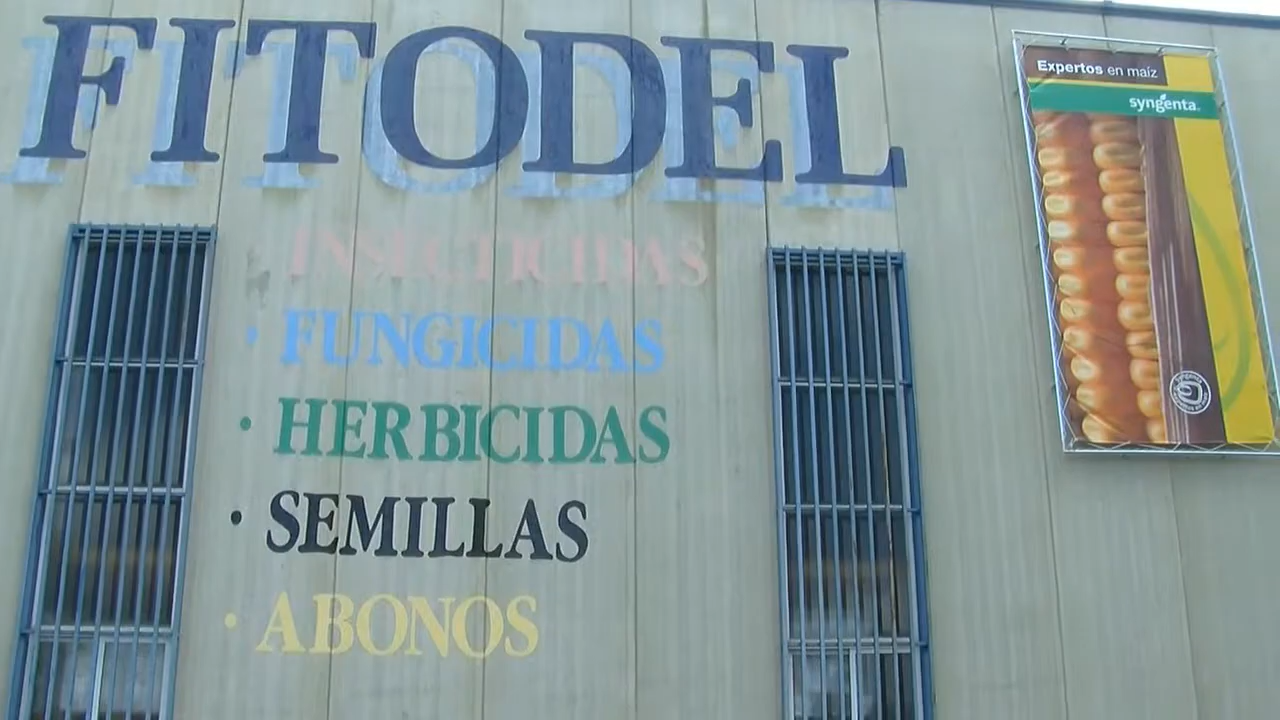 FITODEL
INSECTICIDAS
· FUNGICIDAS
· HERBICIDAS
· SEMILLAS
· ABONOS
Expertos en maíz
syngenta